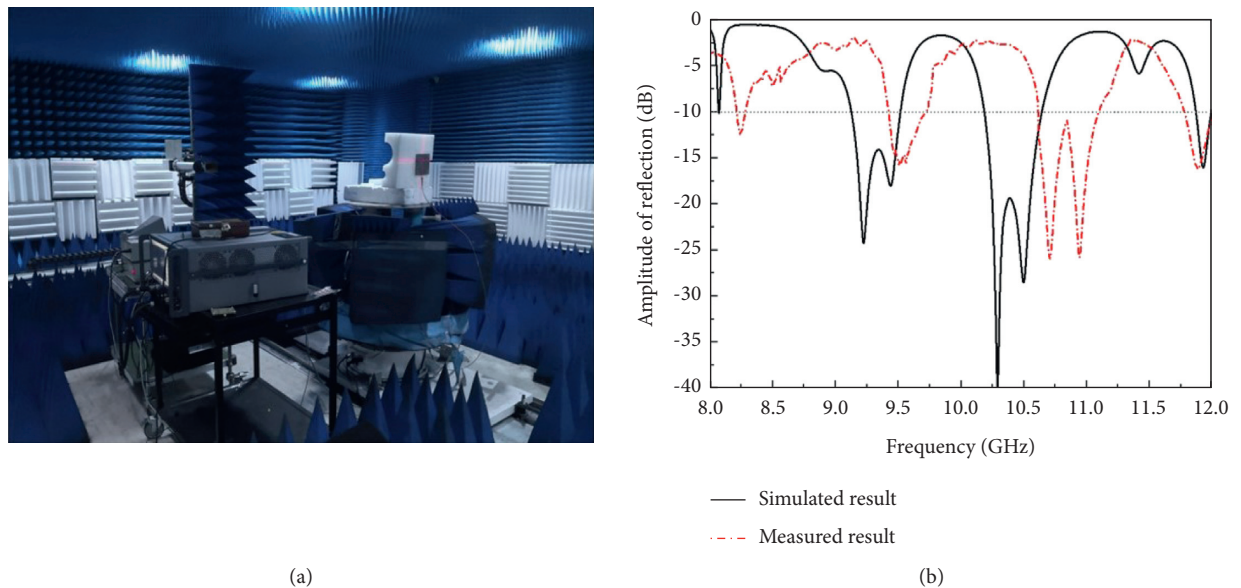 0
-5
-10
-15
-20
-25
-30
-35
-40
Amplitude of reflection (dB)
8.0 8.5 9.0 9.5 10.0 10.5 11.0 11.5 12.0
Frequency (GHz)
Simulated result
Measured result
(a) (b)